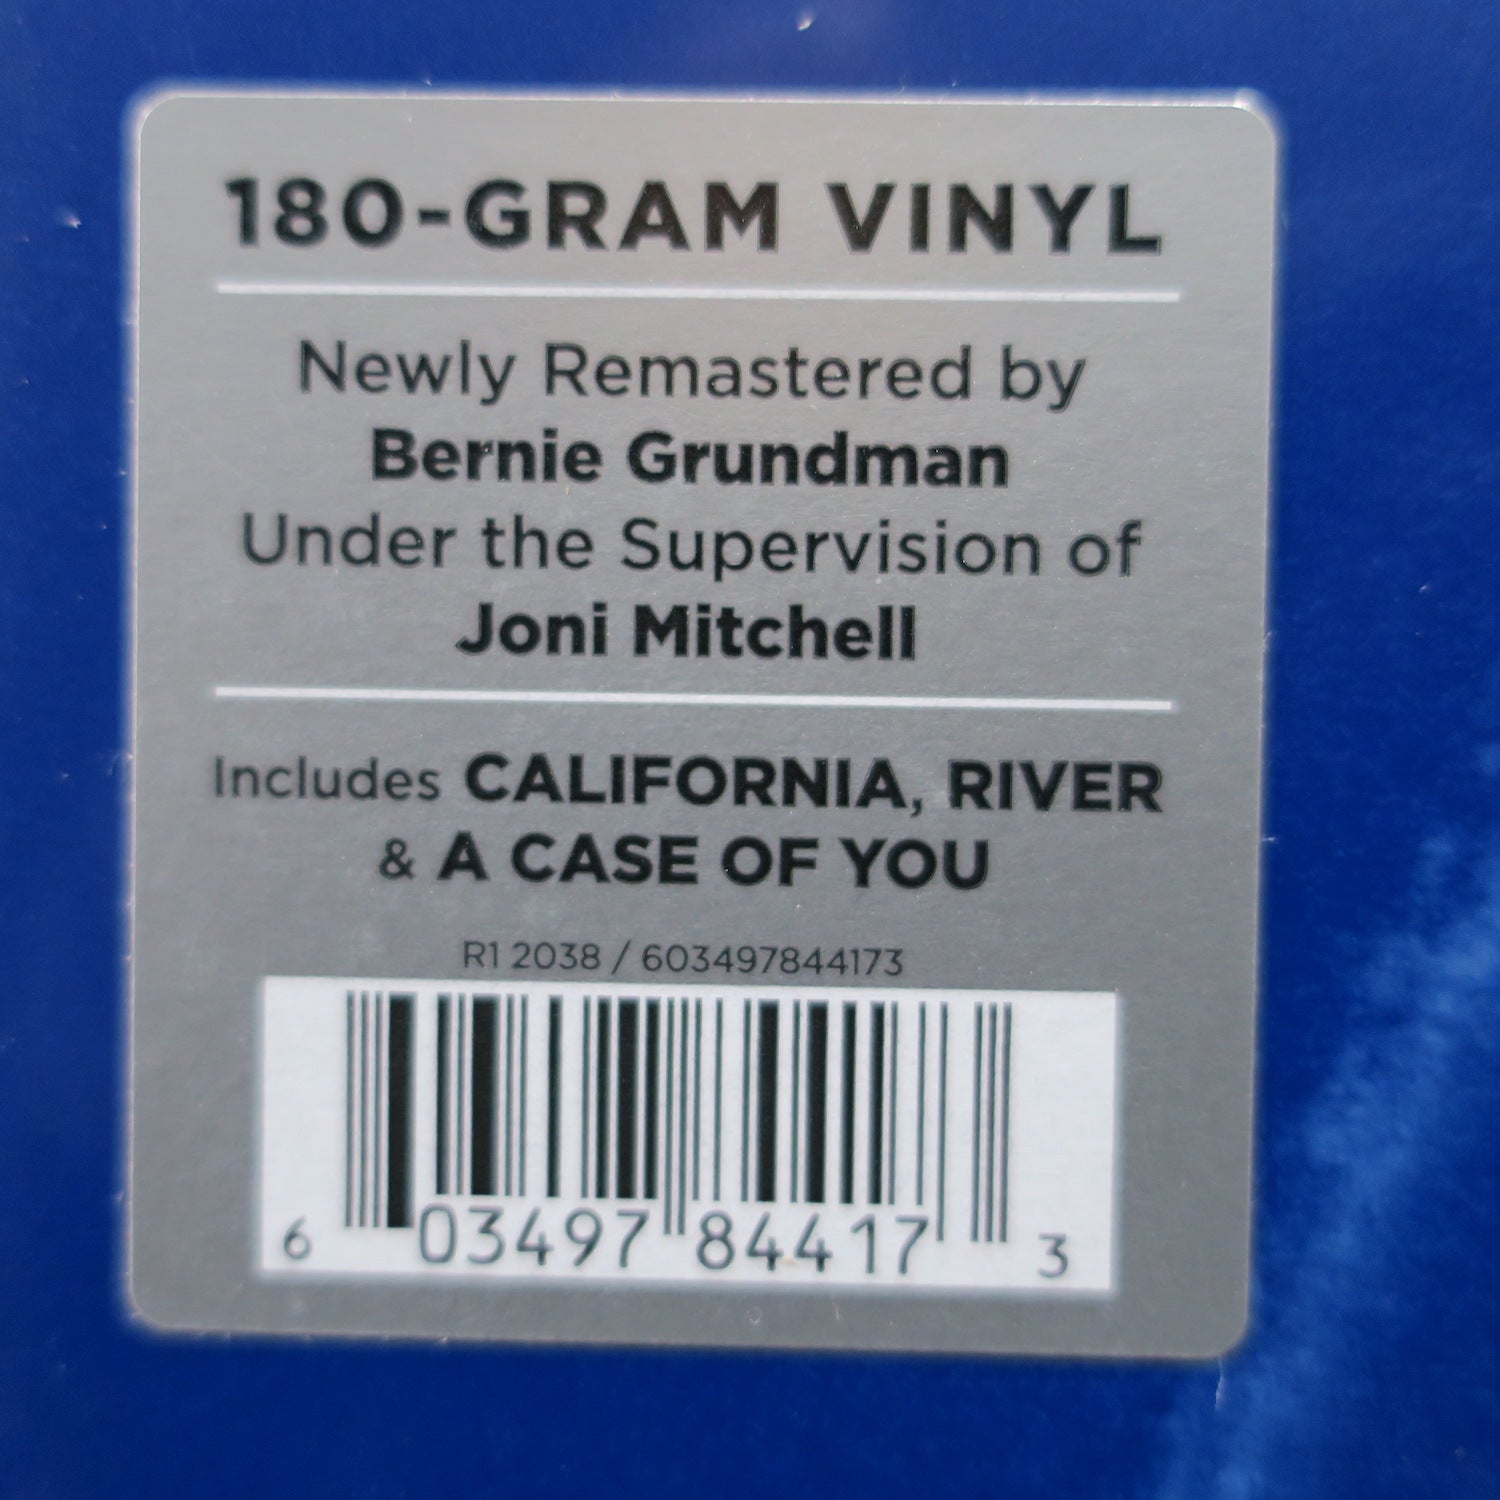 180-GRAM VINYL
Newly Remastered by
Bernie Grundman
Under the Supervision of
Joni Mitchell
Includes CALIFORNIA, RIVER
& A CASE OF YOU
R1 2038 / 603497844173
6 03497 84417 3